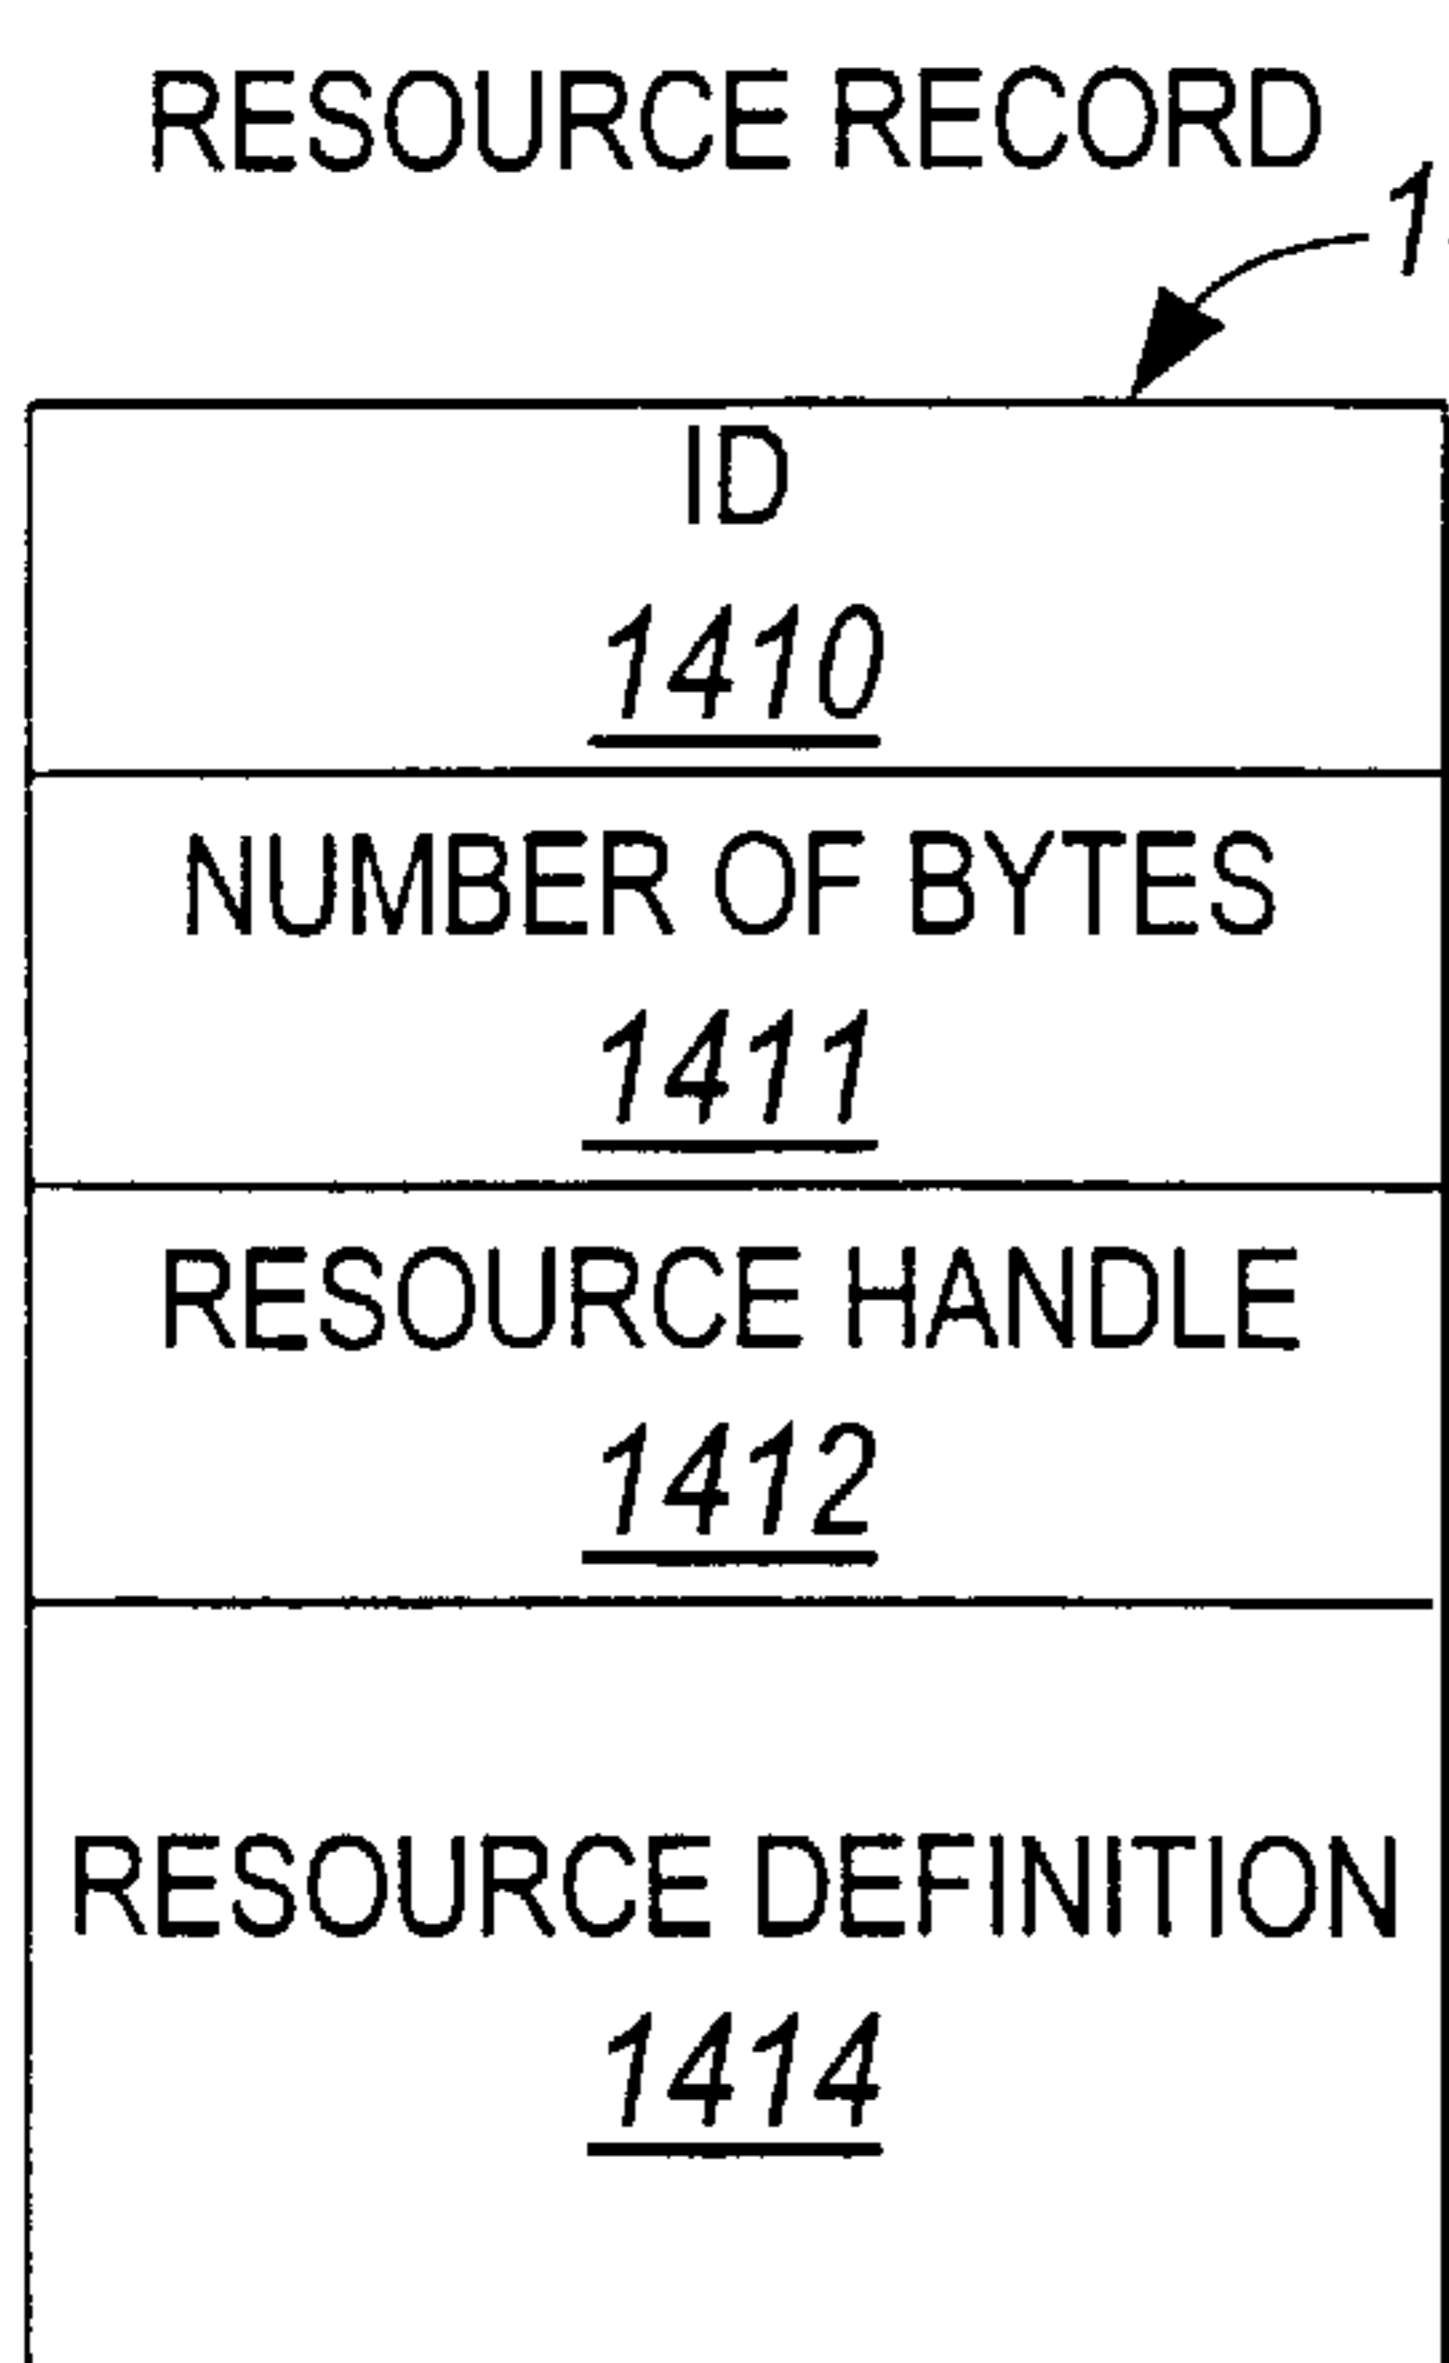 RESOURCE RECORD
ID
1410
NUMBER OF BYTES
1411
RESOURCE HANDLE
1412
RESOURCE DEFINITION
1414